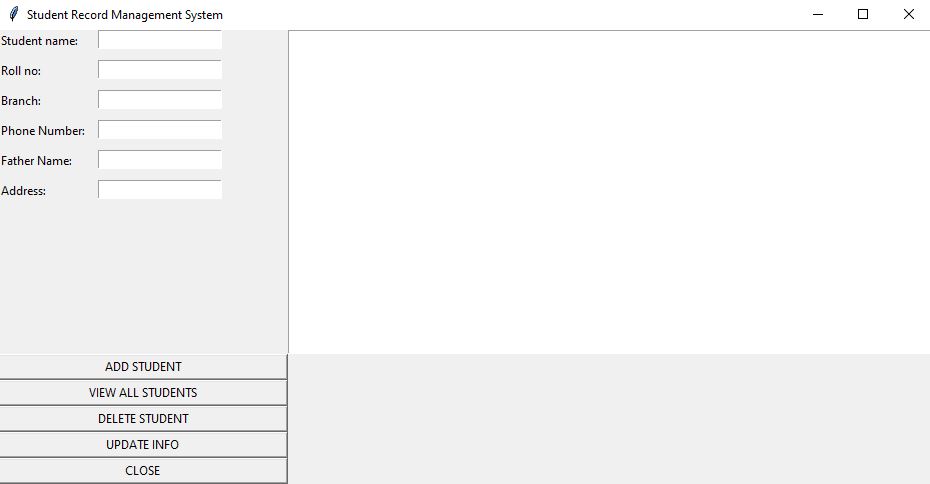 Student Record Management System
Student name:
Roll no:
Branch:
Phone Number:
Father Name:
Address:
ADD STUDENT
VIEW ALL STUDENTS
DELETE STUDENT
UPDATE INFO
CLOSE